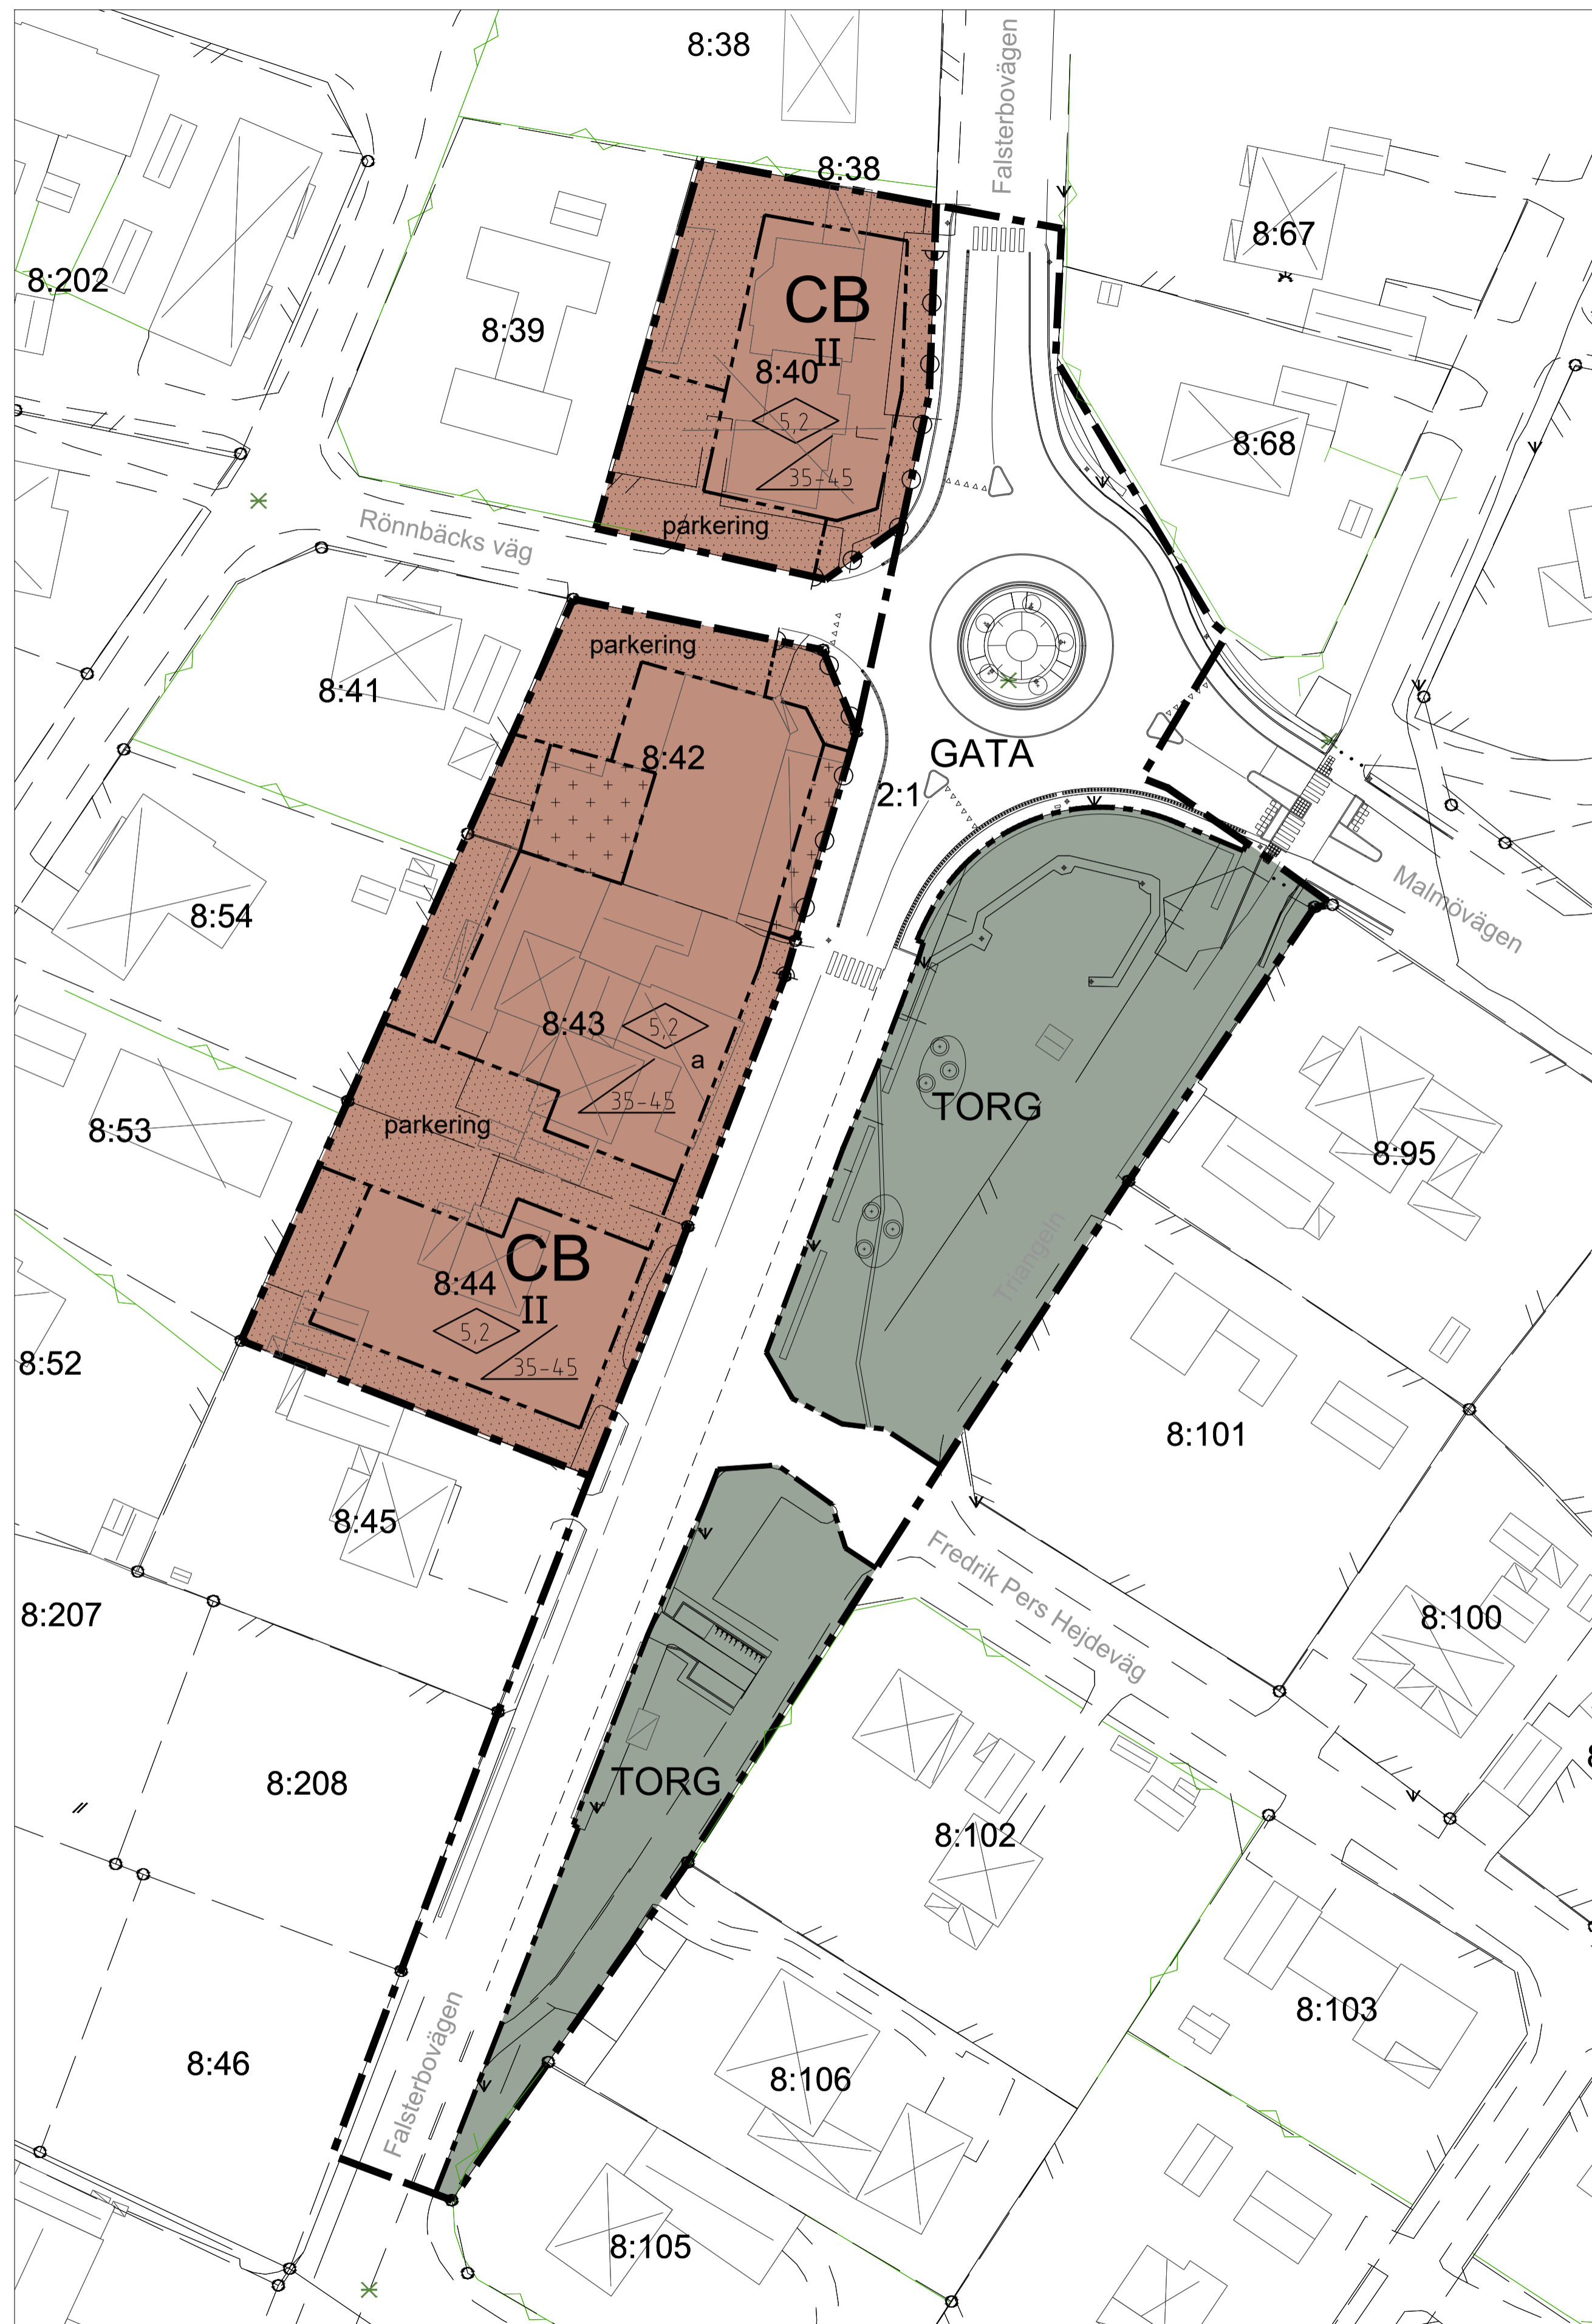 8:38
Falsterbovägen
8:38
8:67
8:202
CB
II
8:39
8:40
5,2
8:68
35-45
parkering
Rönnbäcks väg
parkering
8:41
8:42
GATA
2:1
Malmövägen
8:54
8:43
5,2
a
35-45
TORG
parkering
8:53
8:95
Triangeln
CB
8:44
II
5,2
8:52
35-45
8:101
8:45
Fredrik Pers Hejdeväg
8:207
8:100
TORG
8:208
8:102
8:103
Falsterbovägen
8:46
8:106
8:105